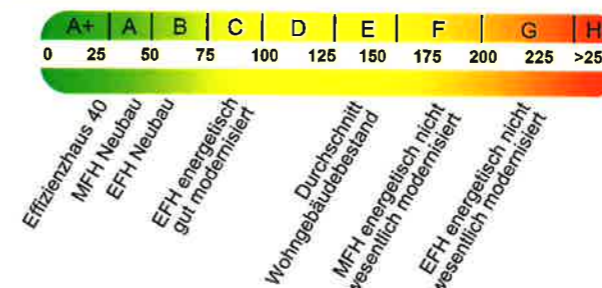 A+ A B C D E F G H
0 25 50 75 100 125 150 175 200 225 >25
Effizienzhaus 40
MFH Neubau
EFH Neubau
EFH energetisch
gut modernisiert
Durchschnitt
Wohngebäudebestand
MFH energetisch nicht
wesentlich modernisiert
EFH energetisch nicht
wesentlich modernisiert